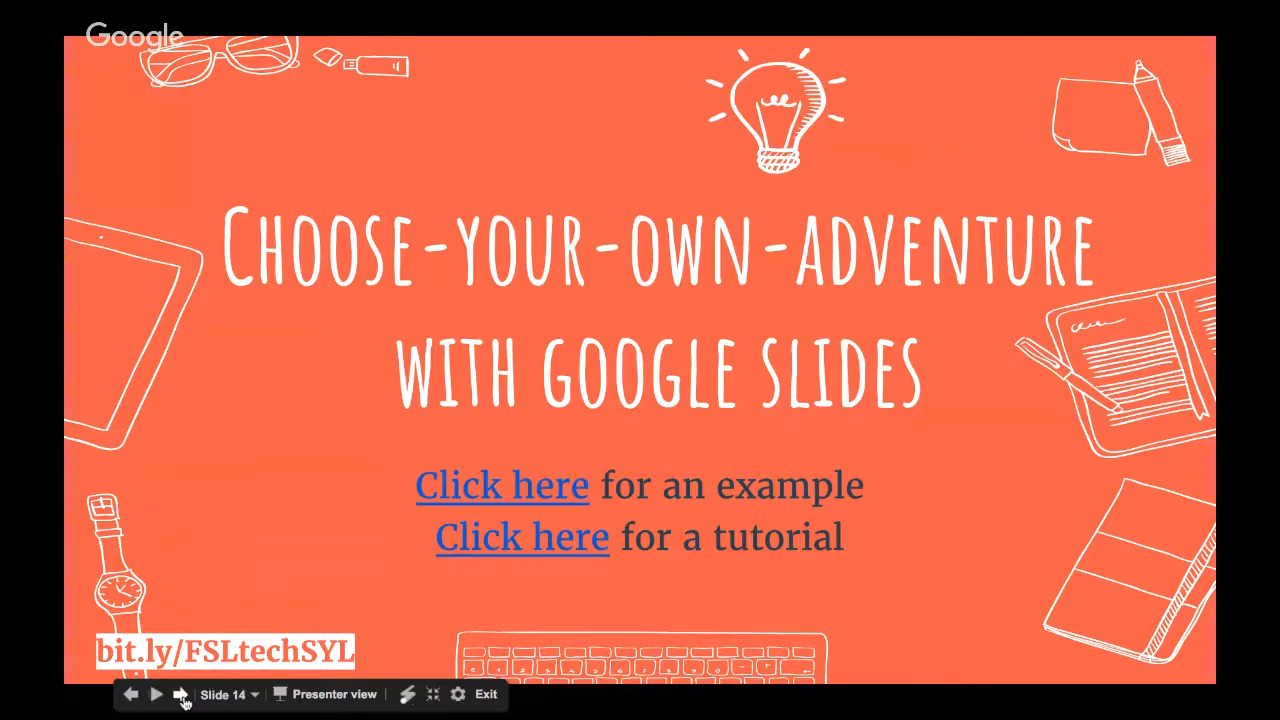 Google
Choose-your-own-adventure
with google slides
Click here for an example
Click here for a tutorial
bit.ly/FSLtechSYL
Slide 14
Presenter view
Exit